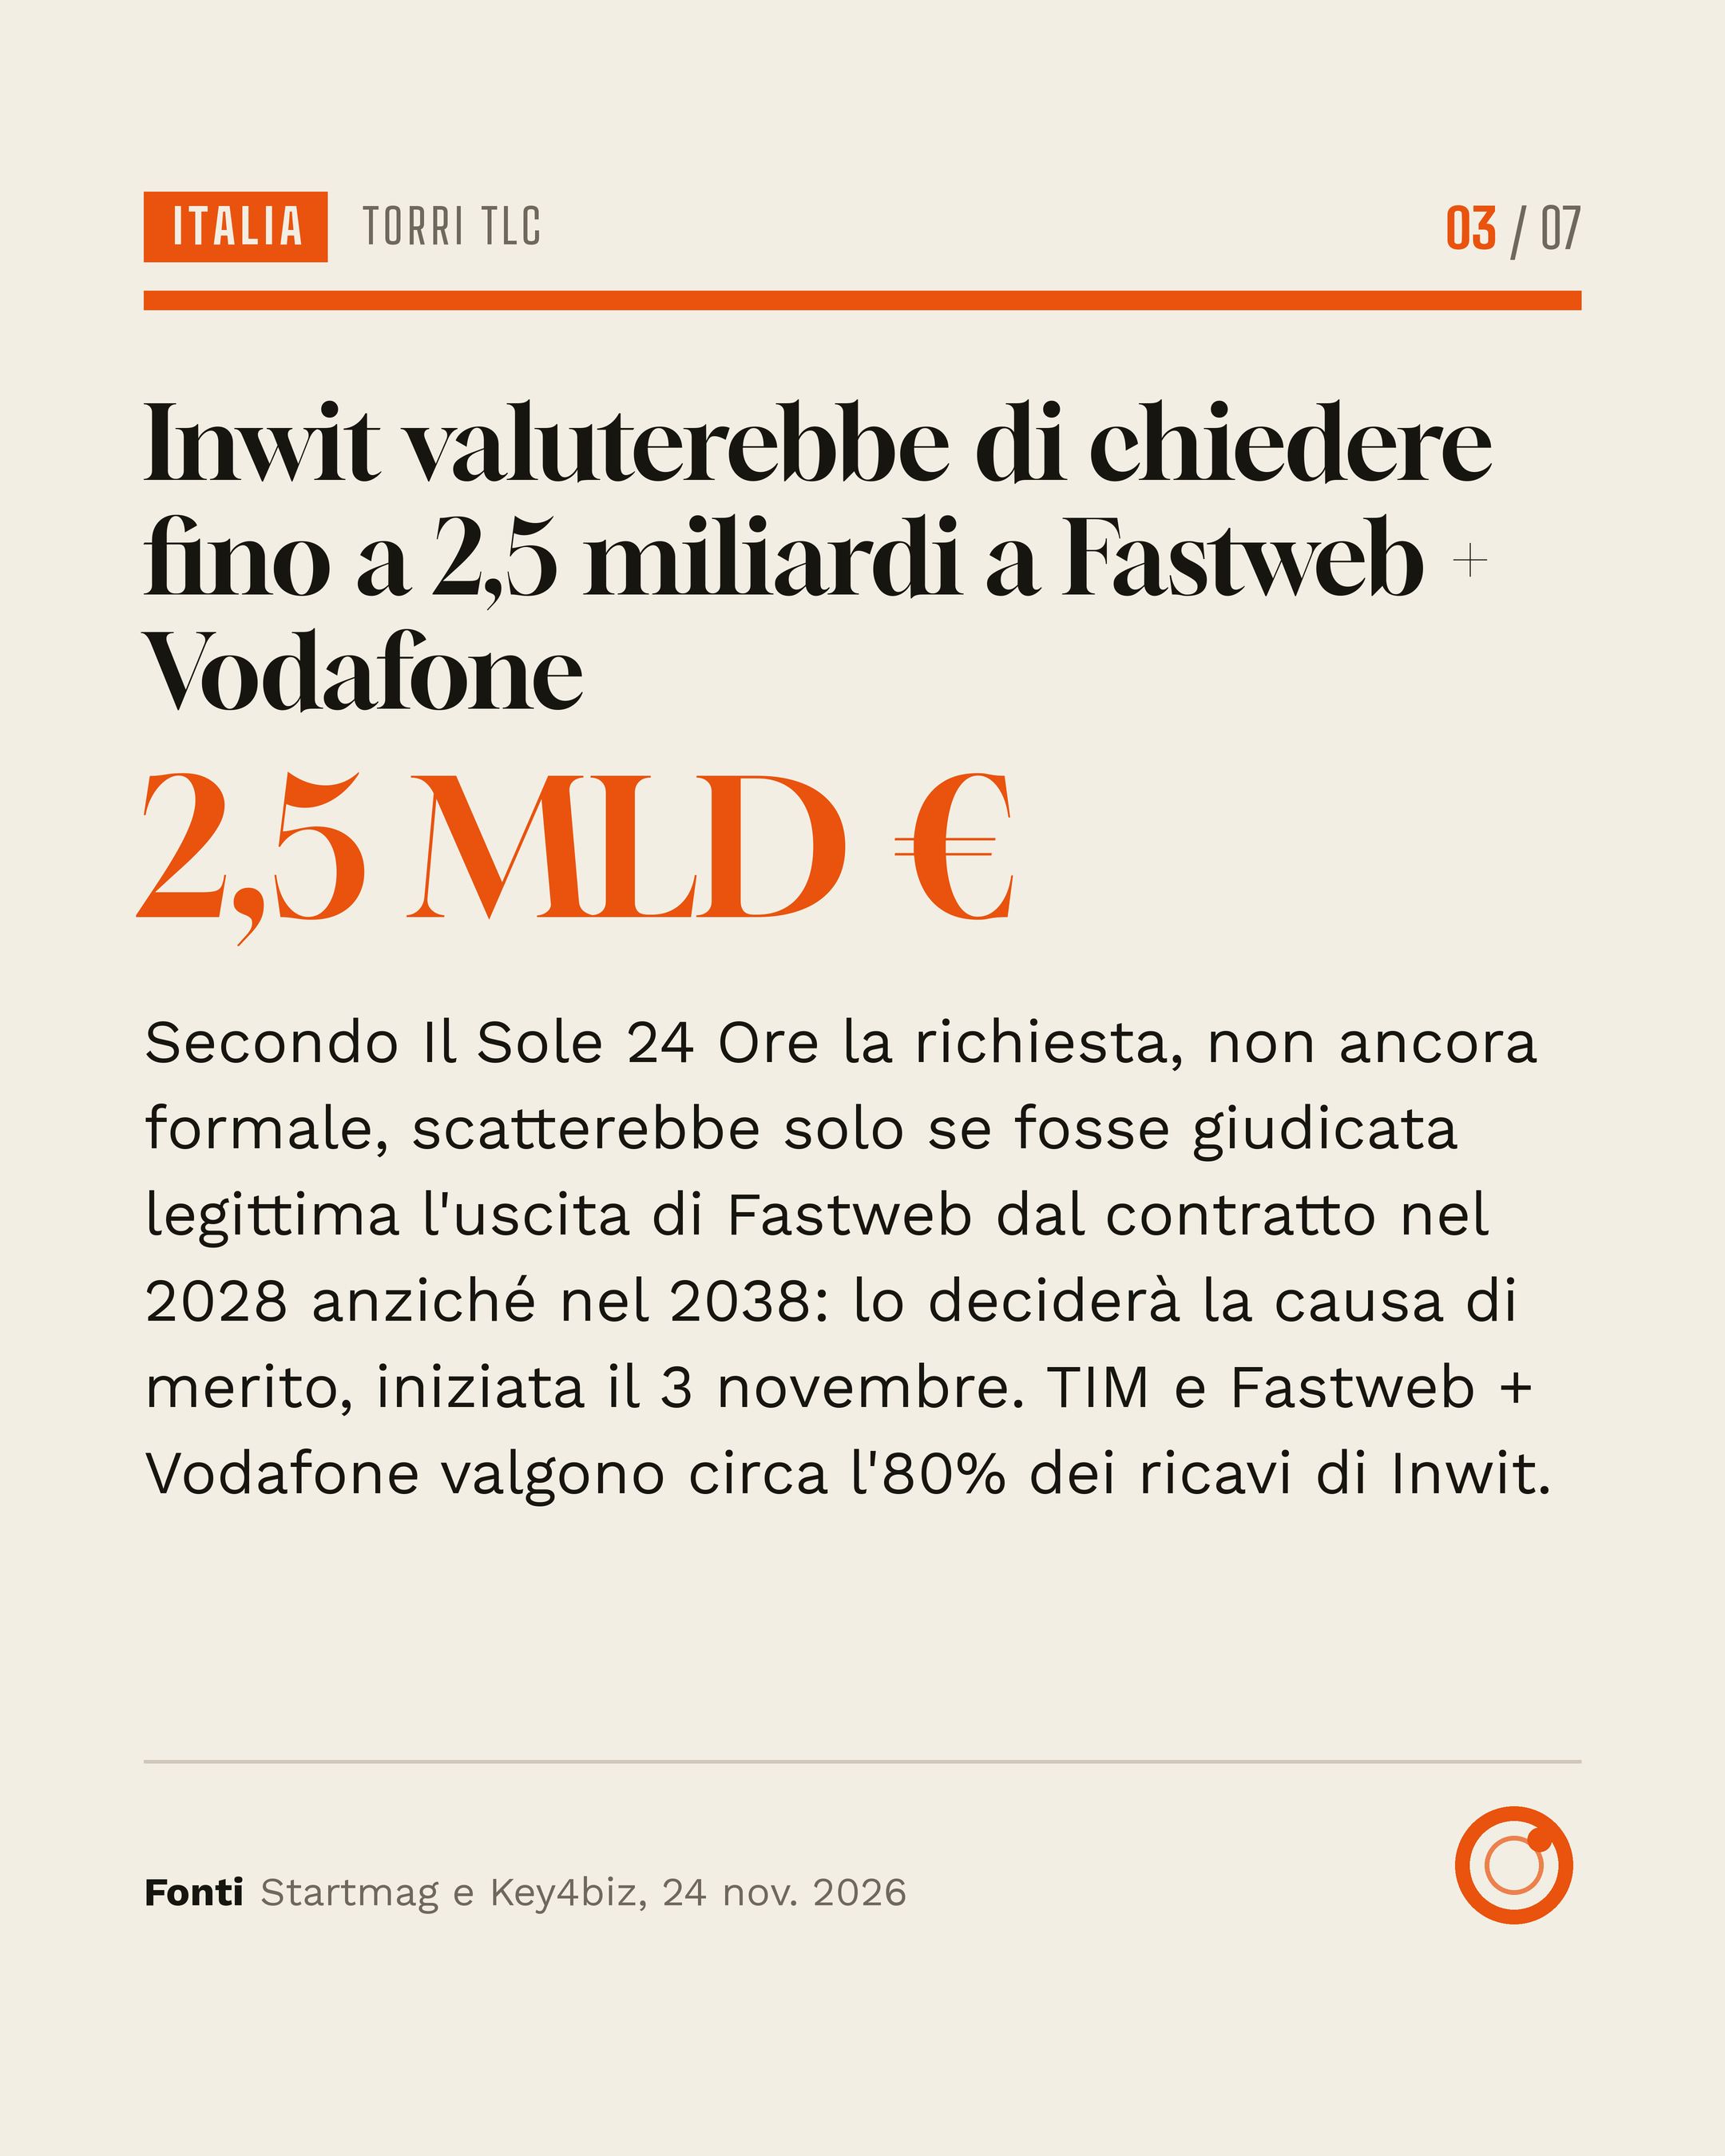 ITALIA TORRI TLC 03 / 07
Inwit valuterebbe di chiedere
fino a 2,5 miliardi a Fastweb +
Vodafone
2,5 MLD €
Secondo Il Sole 24 Ore la richiesta, non ancora
formale, scatterebbe solo se fosse giudicata
legittima l'uscita di Fastweb dal contratto nel
2028 anziché nel 2038: lo deciderà la causa di
merito, iniziata il 3 novembre. TIM e Fastweb +
Vodafone valgono circa l'80% dei ricavi di Inwit.
Fonti Startmag e Key4biz, 24 nov. 2026